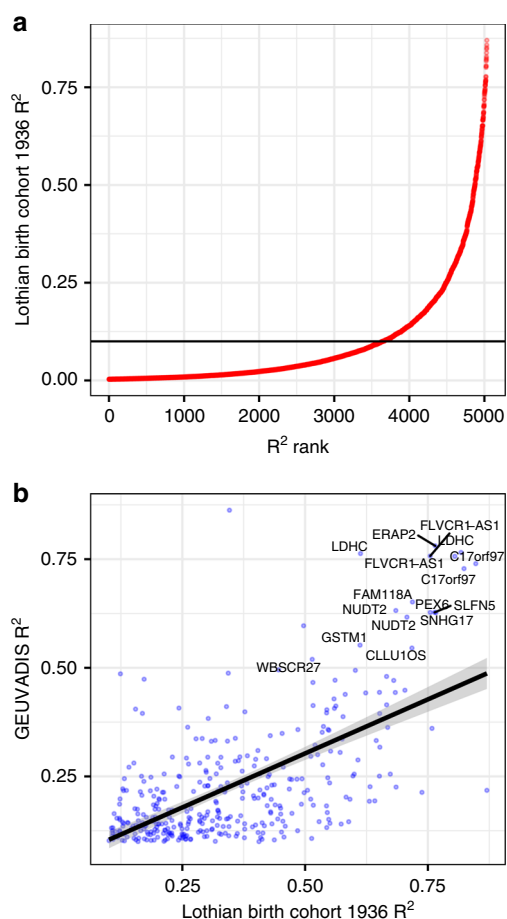 a
Lothian birth cohort 1936 R²
0.75
0.50
0.25
0.00
0
1000
2000
3000
4000
5000
R² rank
b
GEUVADIS R²
0.75
0.50
0.25
FLVCR1–AS1
ERAP2
LDHC
LDHC
C17orf97
FLVCR1–AS1
C17orf97
FAM118A
PEX6
SLFN5
NUDT2
SNHG17
NUDT2
GSTM1
CLLU1OS
WBSCR27
0.25
0.50
0.75
Lothian birth cohort 1936 R²